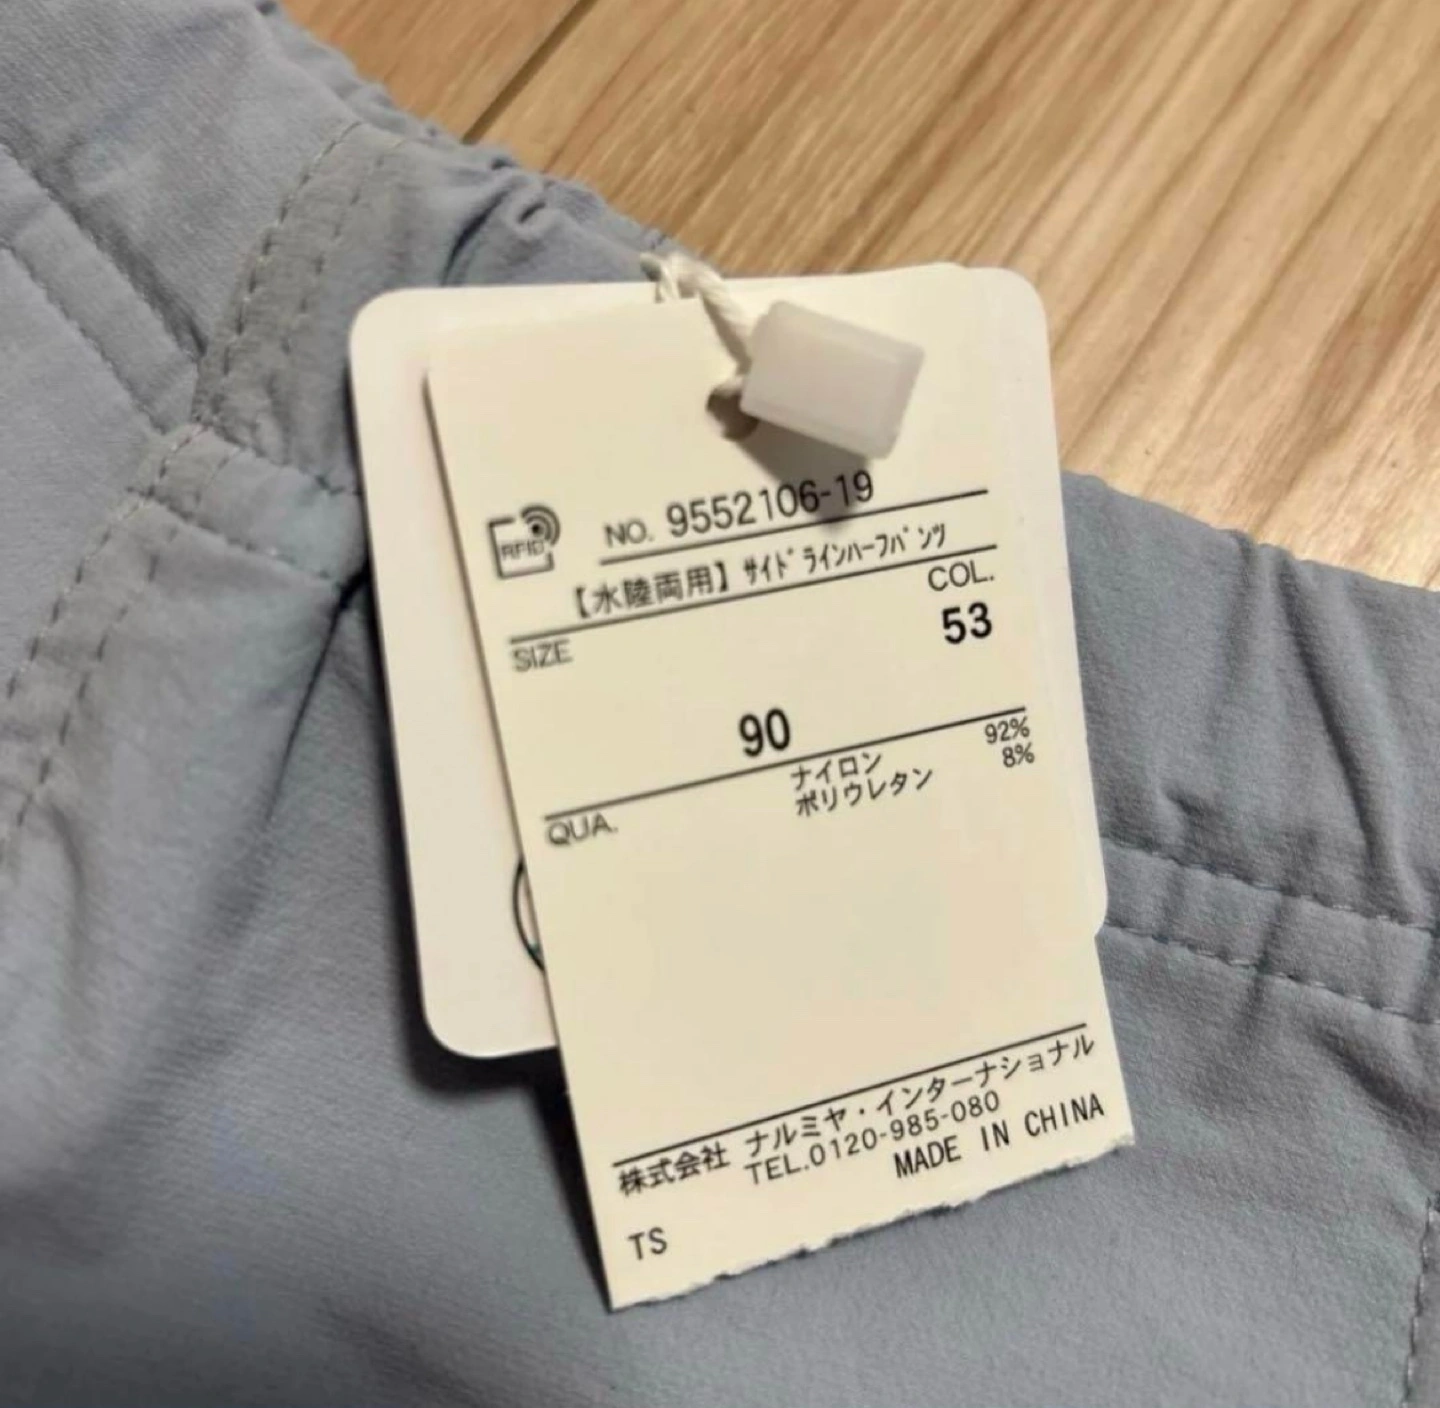 RFID
NO. 9552106-19
【水陸両用】サイドラインハーフパンツ
COL.
53
SIZE
90
ナイロン 92%
ポリウレタン 8%
QUA.
株式会社 ナルミヤ・インターナショナル
TEL.0120-985-080
MADE IN CHINA
TS